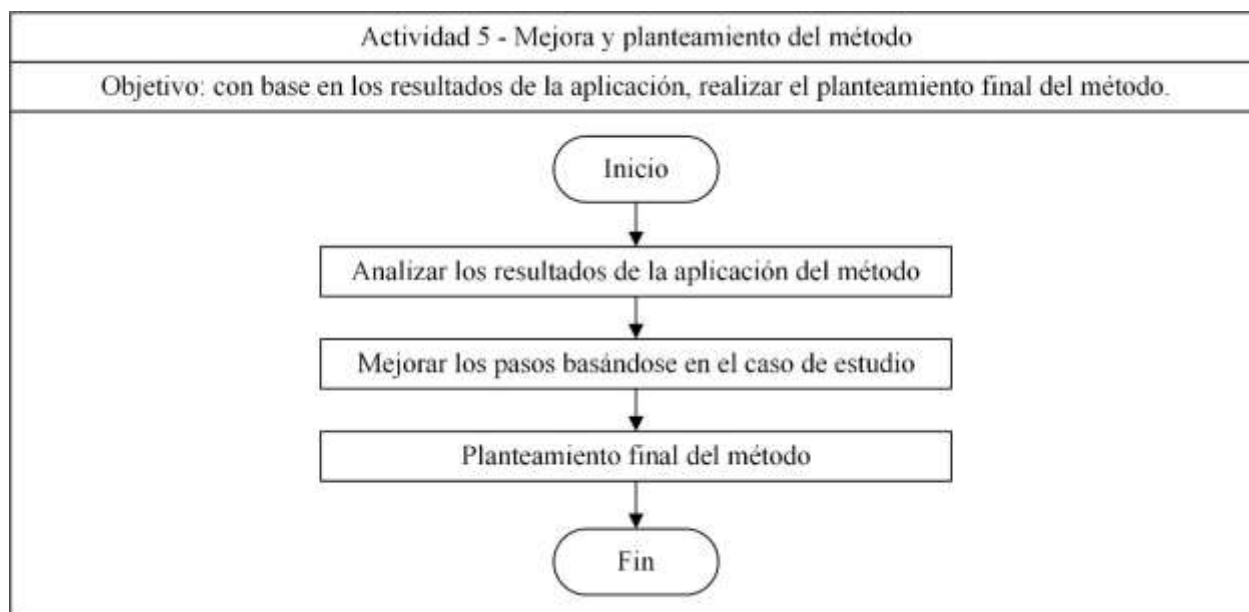 Actividad 5 - Mejora y planteamiento del método
Objetivo: con base en los resultados de la aplicación, realizar el planteamiento final del método.
Inicio
Analizar los resultados de la aplicación del método
Mejorar los pasos basándose en el caso de estudio
Planteamiento final del método
Fin